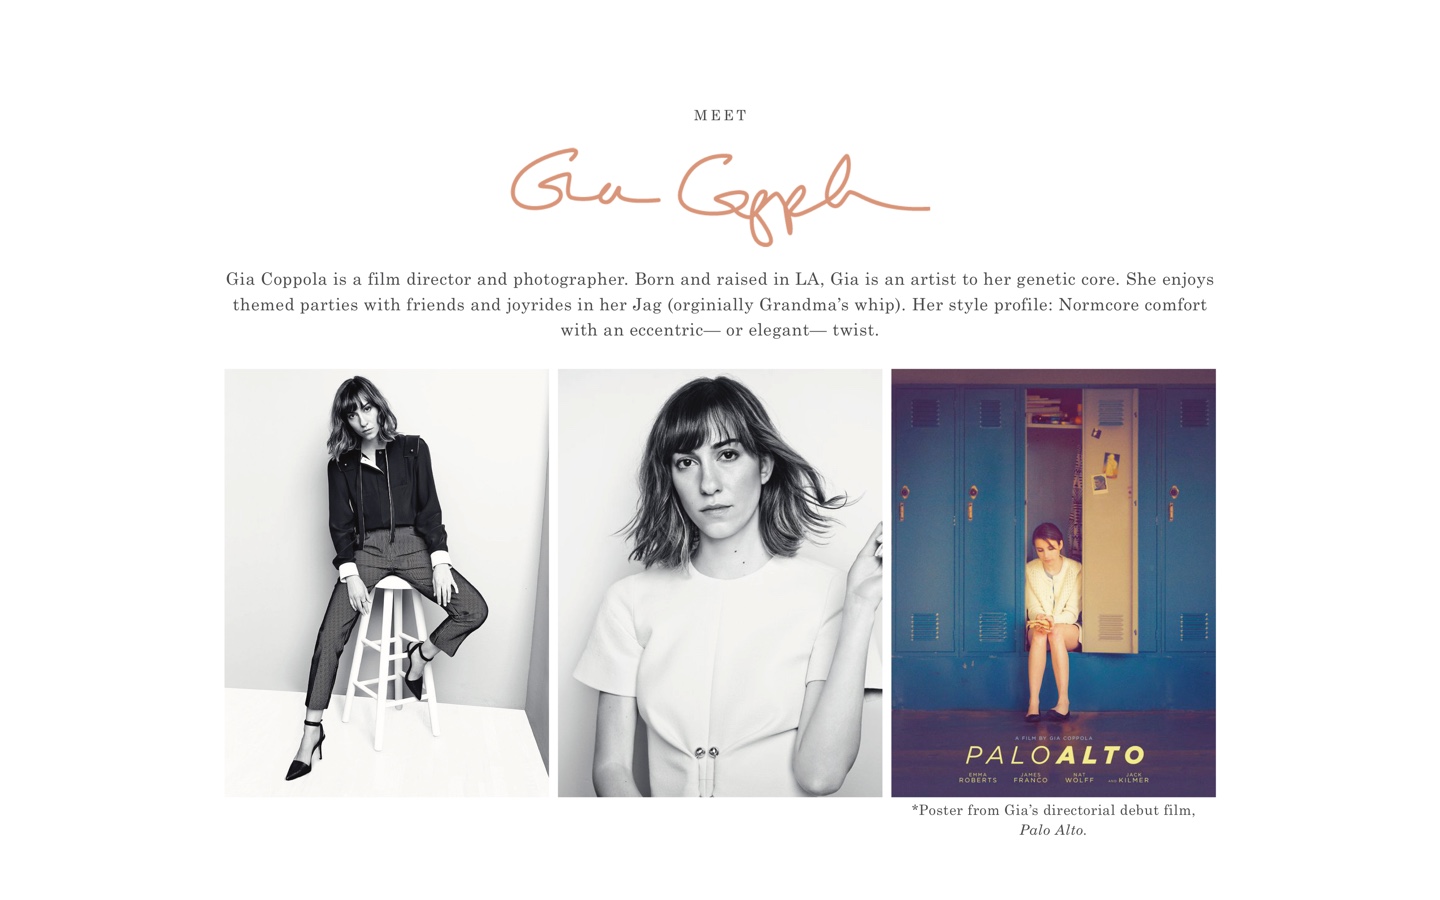 MEET
Gia Coppola
Gia Coppola is a film director and photographer. Born and raised in LA, Gia is an artist to her genetic core. She enjoys
themed parties with friends and joyrides in her Jag (orginially Grandma’s whip). Her style profile: Normcore comfort
with an eccentric— or elegant— twist.
A FILM BY GIA COPPOLA
PALO ALTO
EMMA ROBERTS JAMES FRANCO NAT WOLFF AND JACK KILMER
*Poster from Gia’s directorial debut film,
Palo Alto.